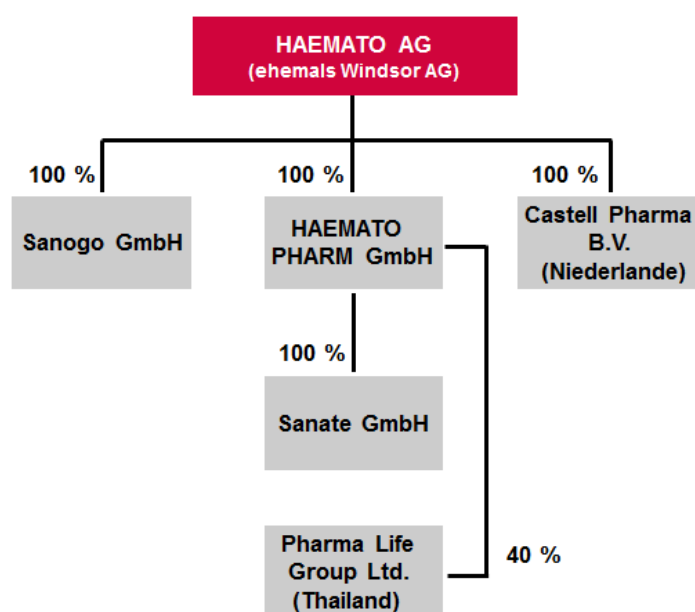 HAEMATO AG
(ehemals Windsor AG)
100 %
100 %
100 %
Sanogo GmbH
HAEMATO
PHARM GmbH
Castell Pharma
B.V.
(Niederlande)
100 %
Sanate GmbH
Pharma Life
Group Ltd.
(Thailand)
40 %